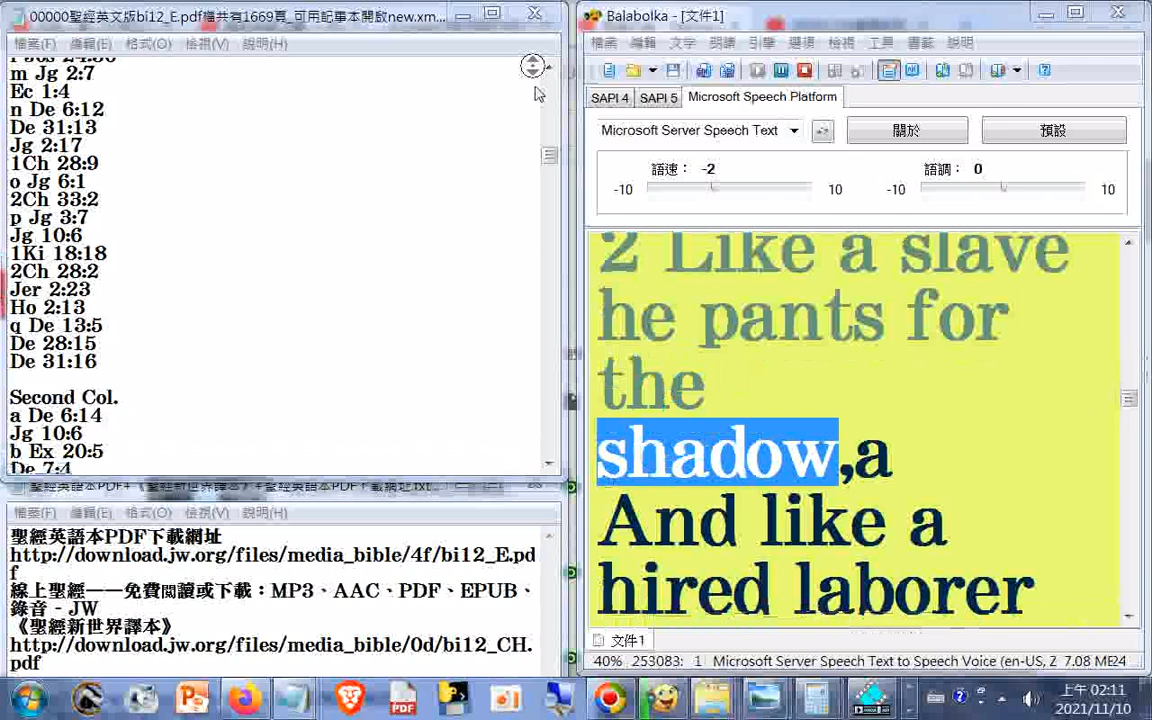 00000聖經英文版bi12_E.pdf檔共有1669頁_可用記事本開啟new.xm...
檔案(F) 編輯(E) 格式(O) 檢視(V) 說明(H)
m Jg 2:7
Ec 1:4
n De 6:12
De 31:13
Jg 2:17
1Ch 28:9
o Jg 6:1
2Ch 33:2
p Jg 3:7
Jg 10:6
1Ki 18:18
2Ch 28:2
Jer 2:23
Ho 2:13
q De 13:5
De 28:15
De 31:16
Second Col.
a De 6:14
Jg 10:6
b Ex 20:5
De 7:4
檔案(F) 編輯(E) 格式(O) 檢視(V) 說明(H)
聖經英語本PDF下載網址
http://download.jw.org/files/media_bible/4f/bi12_E.pd
f
線上聖經——免費閱讀或下載：MP3、AAC、PDF、EPUB、
錄音 - JW
《聖經新世界譯本》
http://download.jw.org/files/media_bible/0d/bi12_CH.
pdf
Balabolka - [文件1]
檔案 編輯 文字 朗讀 引擎 選項 檢視 工具 書籤 說明
SAPI 4 SAPI 5 Microsoft Speech Platform
Microsoft Server Speech Text 關於 預設
語速： -2 語調： 0
-10 10 -10 10
2 Like a slave
he pants for
the
shadow,a
And like a
hired laborer
文件1
40% 253083: 1 Microsoft Server Speech Text to Speech Voice (en-US, Z 7.08 ME24
上午 02:11
2021/11/10